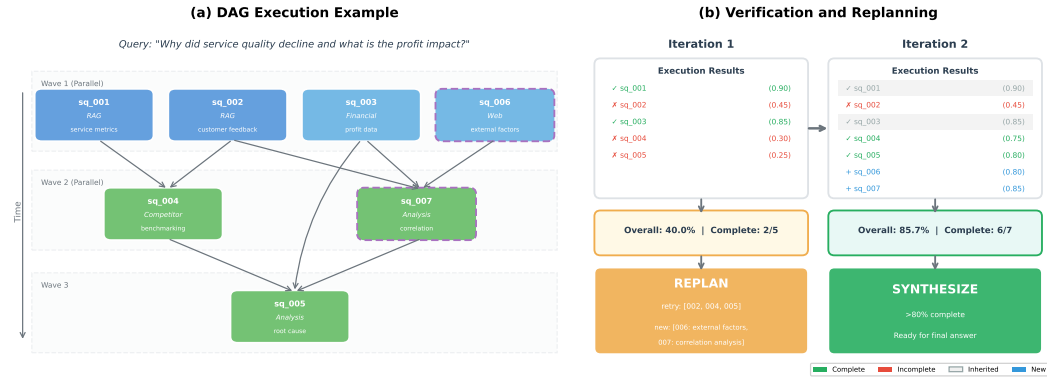 (a) DAG Execution Example
Query: "Why did service quality decline and what is the profit impact?"
Time
Wave 1 (Parallel)
sq_001
RAG
service metrics
sq_002
RAG
customer feedback
sq_003
Financial
profit data
sq_006
Web
external factors
Wave 2 (Parallel)
sq_004
Competitor
benchmarking
sq_007
Analysis
correlation
Wave 3
sq_005
Analysis
root cause
(b) Verification and Replanning
Iteration 1
Execution Results
✓ sq_001 (0.90)
✗ sq_002 (0.45)
✓ sq_003 (0.85)
✗ sq_004 (0.30)
✗ sq_005 (0.25)
Overall: 40.0% | Complete: 2/5
REPLAN
retry: [002, 004, 005]
new: [006: external factors,
007: correlation analysis]
Iteration 2
Execution Results
✓ sq_001 (0.90)
✗ sq_002 (0.45)
✓ sq_003 (0.85)
✓ sq_004 (0.75)
✓ sq_005 (0.80)
+ sq_006 (0.80)
+ sq_007 (0.85)
Overall: 85.7% | Complete: 6/7
SYNTHESIZE
>80% complete
Ready for final answer
Complete Incomplete Inherited New